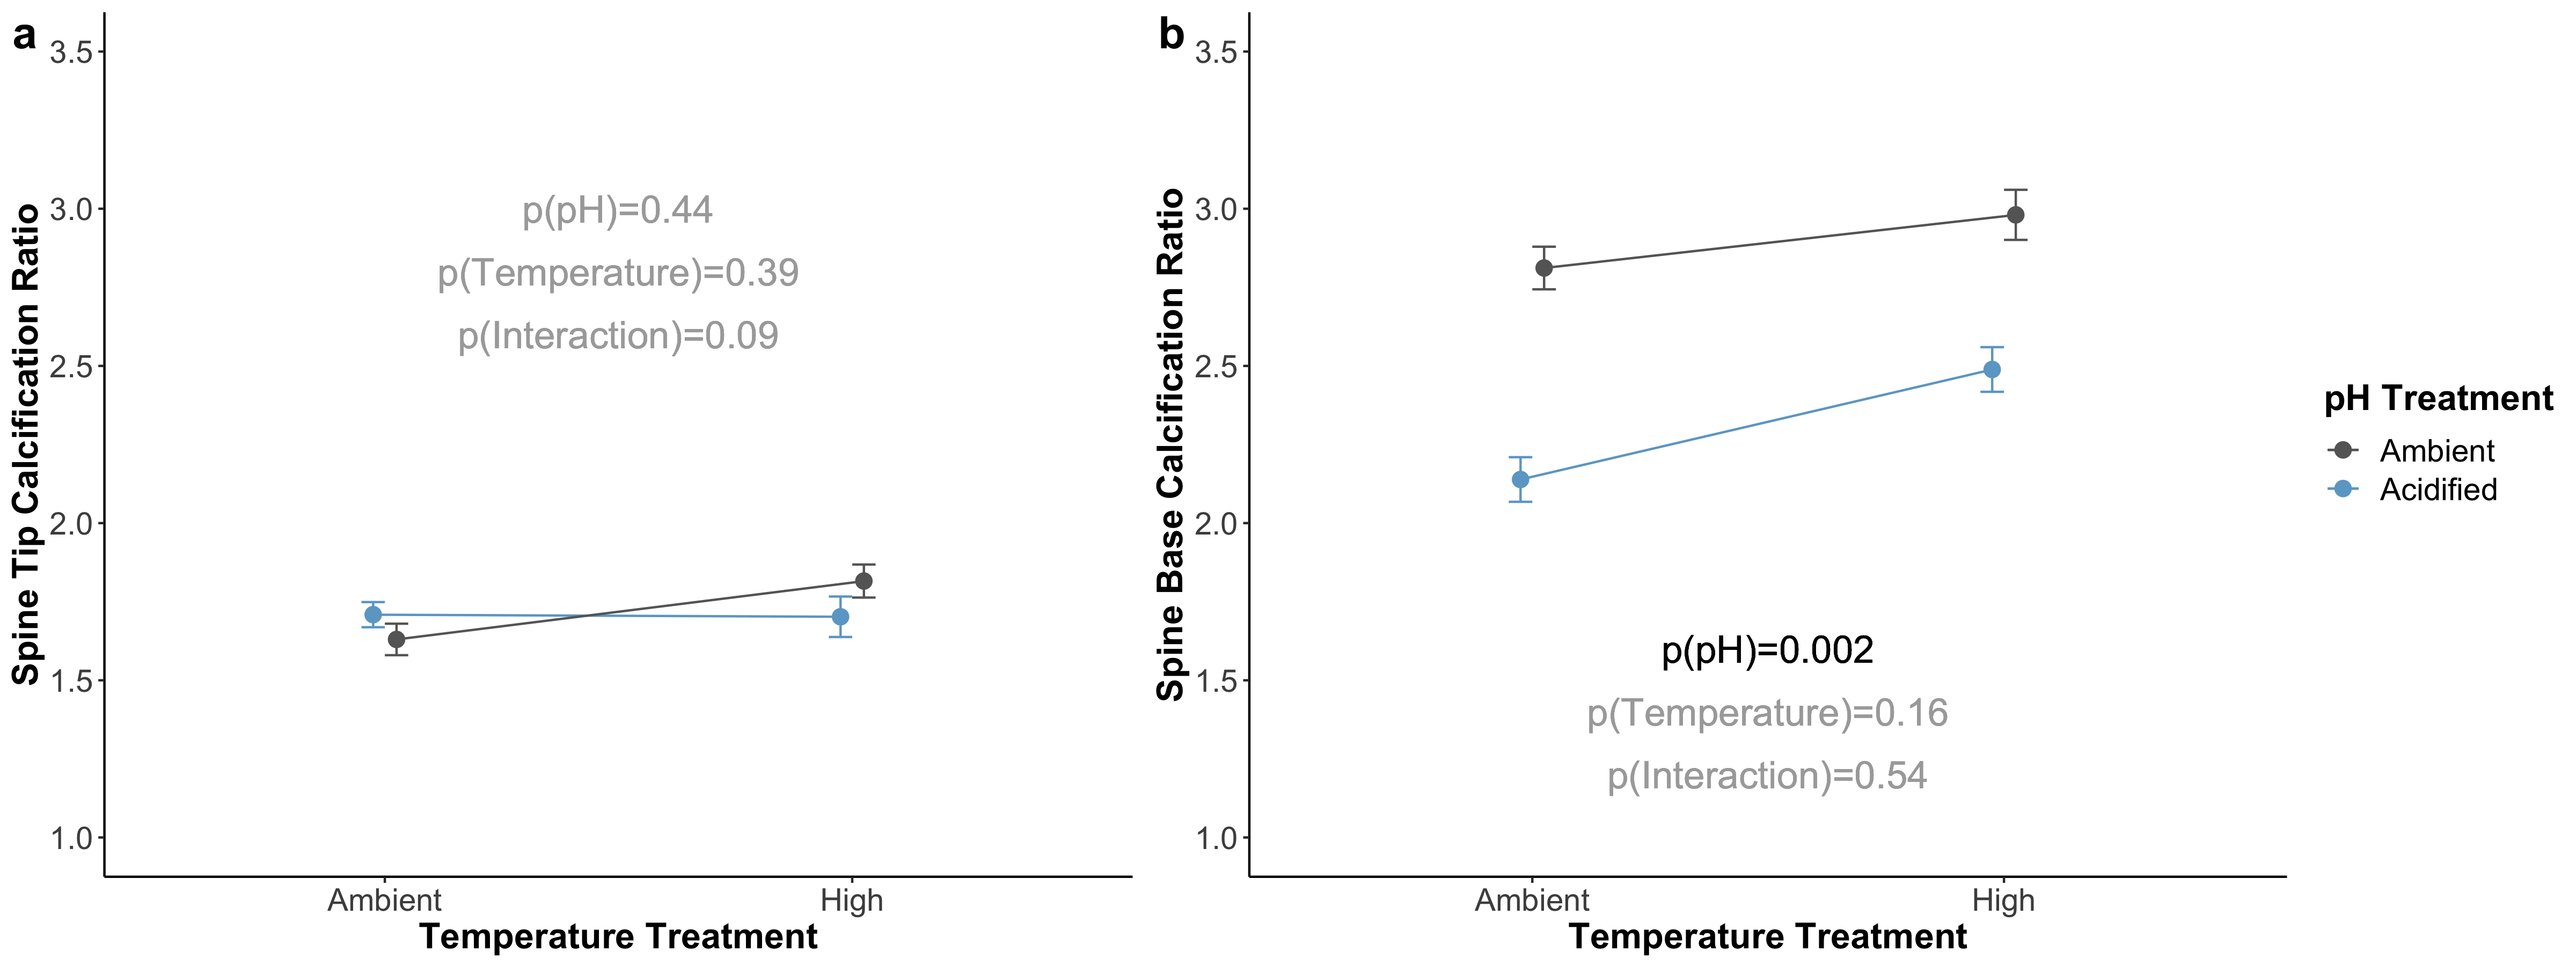 a
Spine Tip Calcification Ratio
3.5
3.0
2.5
2.0
1.5
1.0
p(pH)=0.44
p(Temperature)=0.39
p(Interaction)=0.09
Ambient
High
Temperature Treatment
b
Spine Base Calcification Ratio
3.5
3.0
2.5
2.0
1.5
1.0
p(pH)=0.002
p(Temperature)=0.16
p(Interaction)=0.54
Ambient
High
Temperature Treatment
pH Treatment
Ambient
Acidified